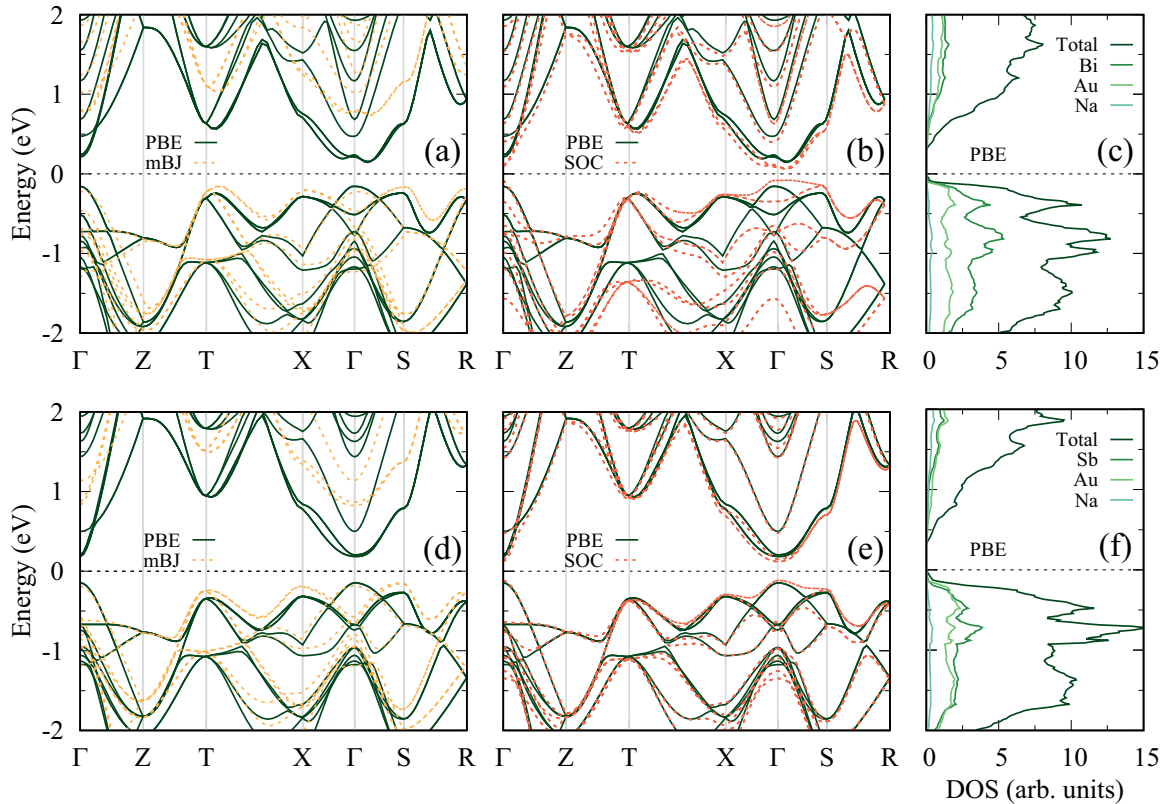 2
1
0
-1
-2
Energy (eV)
PBE
mBJ
(a)
Γ Z T X Γ S R
PBE
SOC
(b)
Γ Z T X Γ S R
Total
Bi
Au
Na
PBE
(c)
0 5 10 15
2
1
0
-1
-2
Energy (eV)
PBE
mBJ
(d)
Γ Z T X Γ S R
PBE
SOC
(e)
Γ Z T X Γ S R
Total
Sb
Au
Na
PBE
(f)
0 5 10 15
DOS (arb. units)